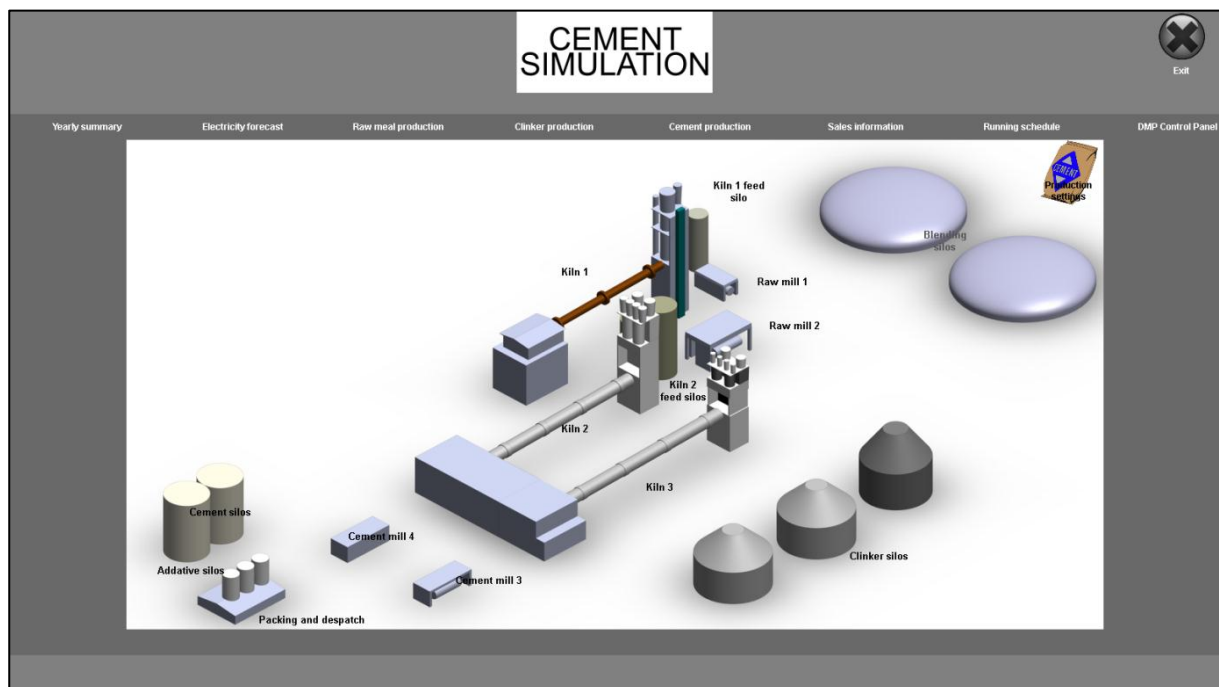 CEMENT
SIMULATION
Exit
Yearly summary
Electricity forecast
Raw meal production
Clinker production
Cement production
Sales information
Running schedule
DMP Control Panel
CEMENT
Production
settings
Kiln 1 feed
silo
Blending
silos
Kiln 1
Raw mill 1
Raw mill 2
Kiln 2
feed silos
Kiln 2
Kiln 3
Cement silos
Cement mill 4
Clinker silos
Addative silos
Cement mill 3
Packing and despatch